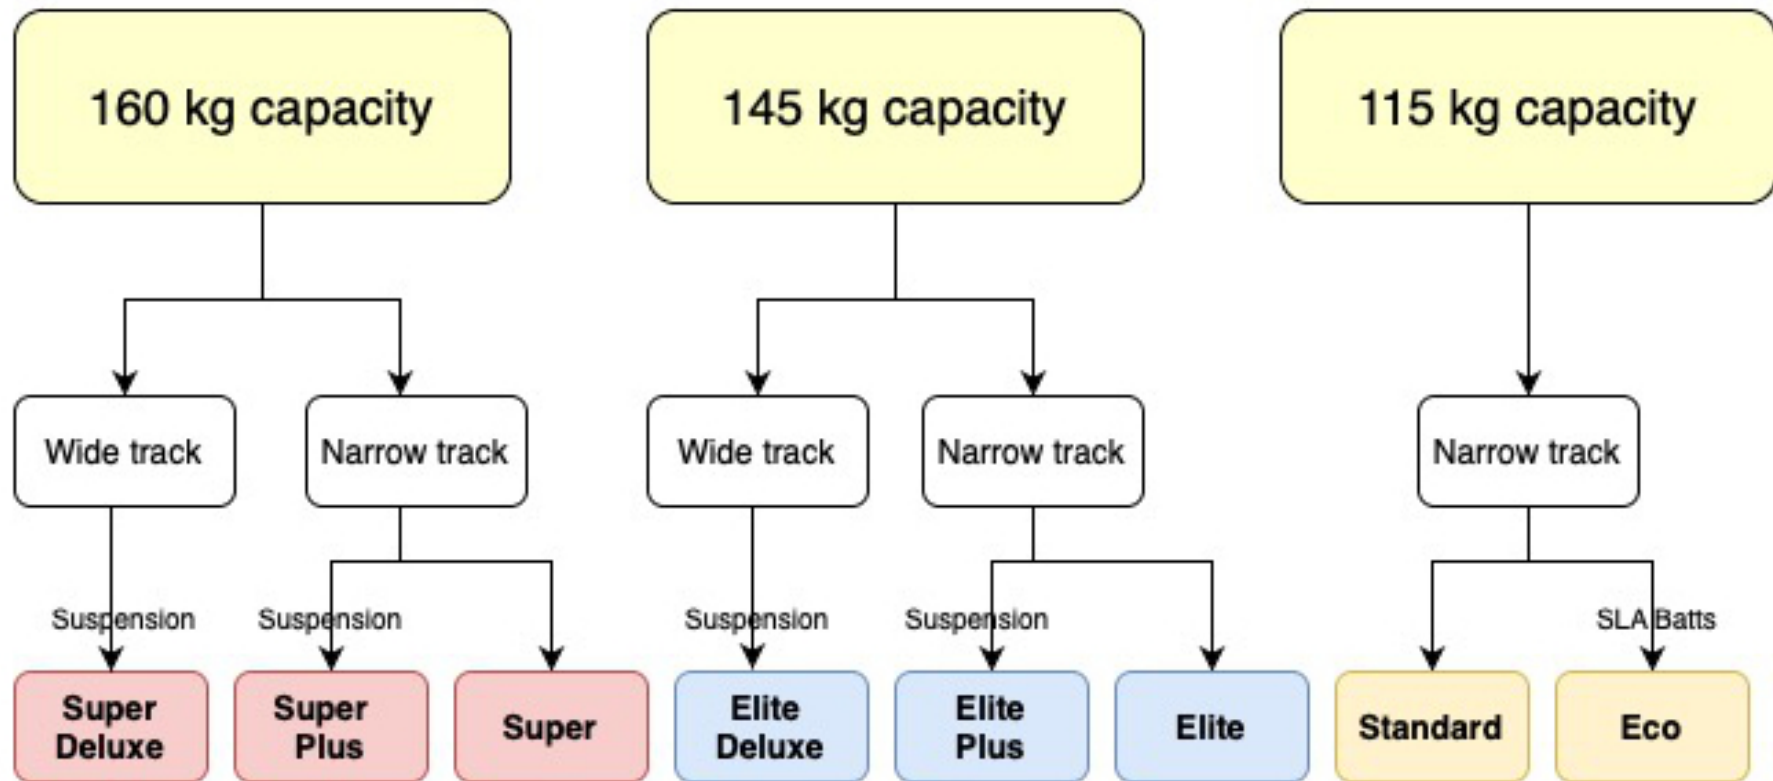 160 kg capacity
145 kg capacity
115 kg capacity
Wide track
Narrow track
Wide track
Narrow track
Narrow track
Suspension
Suspension
Suspension
Suspension
SLA Batts
Super
Deluxe
Super
Plus
Super
Elite
Deluxe
Elite
Plus
Elite
Standard
Eco